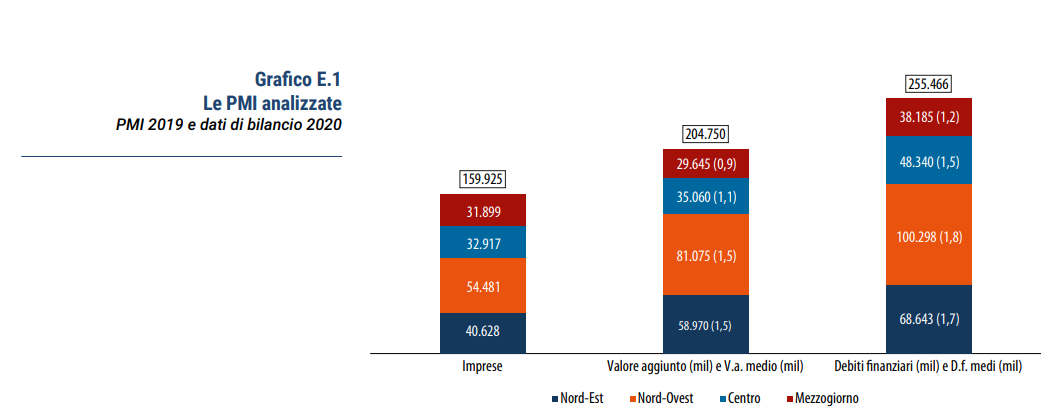 Grafico E.1
Le PMI analizzate
PMI 2019 e dati di bilancio 2020
159.925
31.899
32.917
54.481
40.628
204.750
29.645 (0,9)
35.060 (1,1)
81.075 (1,5)
58.970 (1,5)
255.466
38.185 (1,2)
48.340 (1,5)
100.298 (1,8)
68.643 (1,7)
Imprese
Valore aggiunto (mil) e V.a. medio (mil)
Debiti finanziari (mil) e D.f. medi (mil)
Nord-Est Nord-Ovest Centro Mezzogiorno